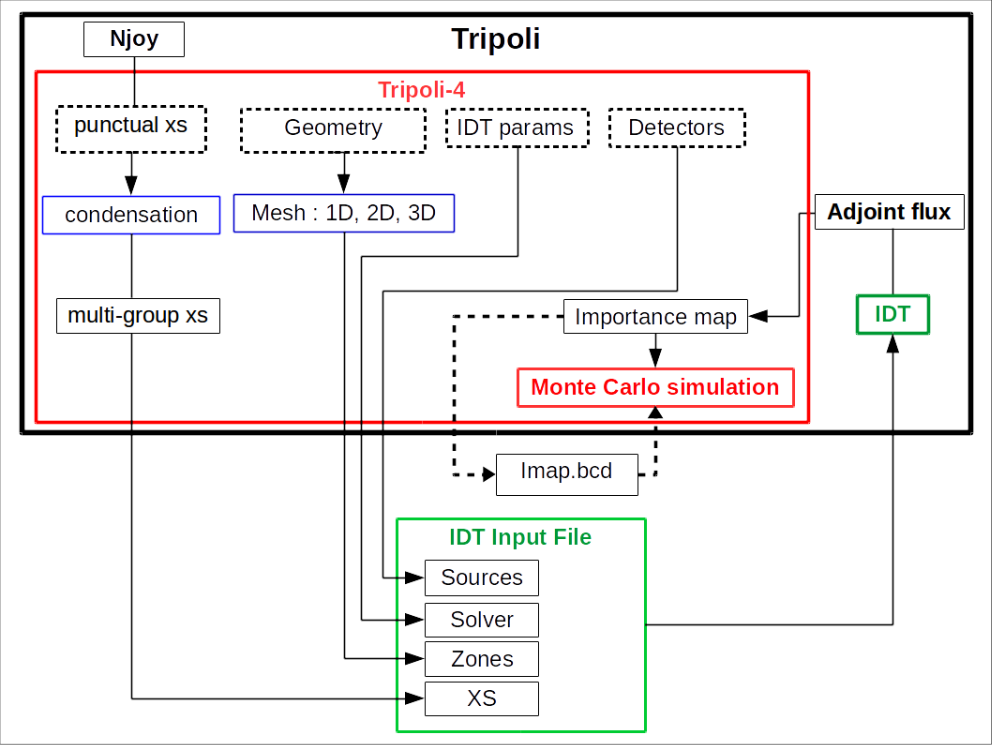 Njoy
Tripoli
Tripoli-4
punctual xs
Geometry
IDT params
Detectors
condensation
Mesh : 1D, 2D, 3D
Adjoint flux
multi-group xs
Importance map
IDT
Monte Carlo simulation
Imap.bcd
IDT Input File
Sources
Solver
Zones
XS